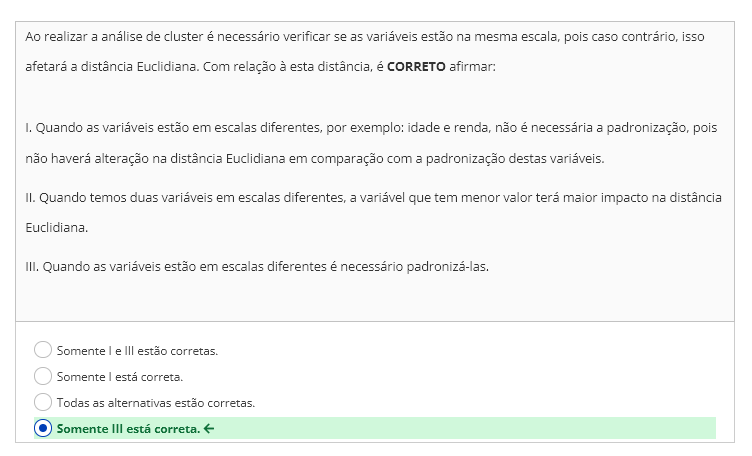 Ao realizar a análise de cluster é necessário verificar se as variáveis estão na mesma escala, pois caso contrário, isso
afetará a distância Euclidiana. Com relação à esta distância, é CORRETO afirmar:
I. Quando as variáveis estão em escalas diferentes, por exemplo: idade e renda, não é necessária a padronização, pois
não haverá alteração na distância Euclidiana em comparação com a padronização destas variáveis.
II. Quando temos duas variáveis em escalas diferentes, a variável que tem menor valor terá maior impacto na distância
Euclidiana.
III. Quando as variáveis estão em escalas diferentes é necessário padronizá-las.
Somente I e III estão corretas.
Somente I está correta.
Todas as alternativas estão corretas.
Somente III está correta. ←